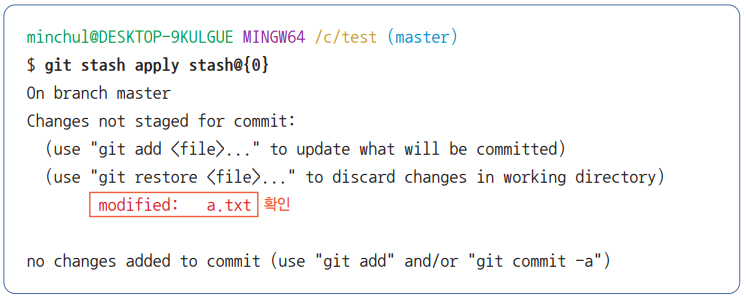 minchul@DESKTOP-9KULGUE MINGW64 /c/test (master)
$ git stash apply stash@{0}
On branch master
Changes not staged for commit:
(use "git add <file>..." to update what will be committed)
(use "git restore <file>..." to discard changes in working directory)
modified: a.txt 확인
no changes added to commit (use "git add" and/or "git commit -a")